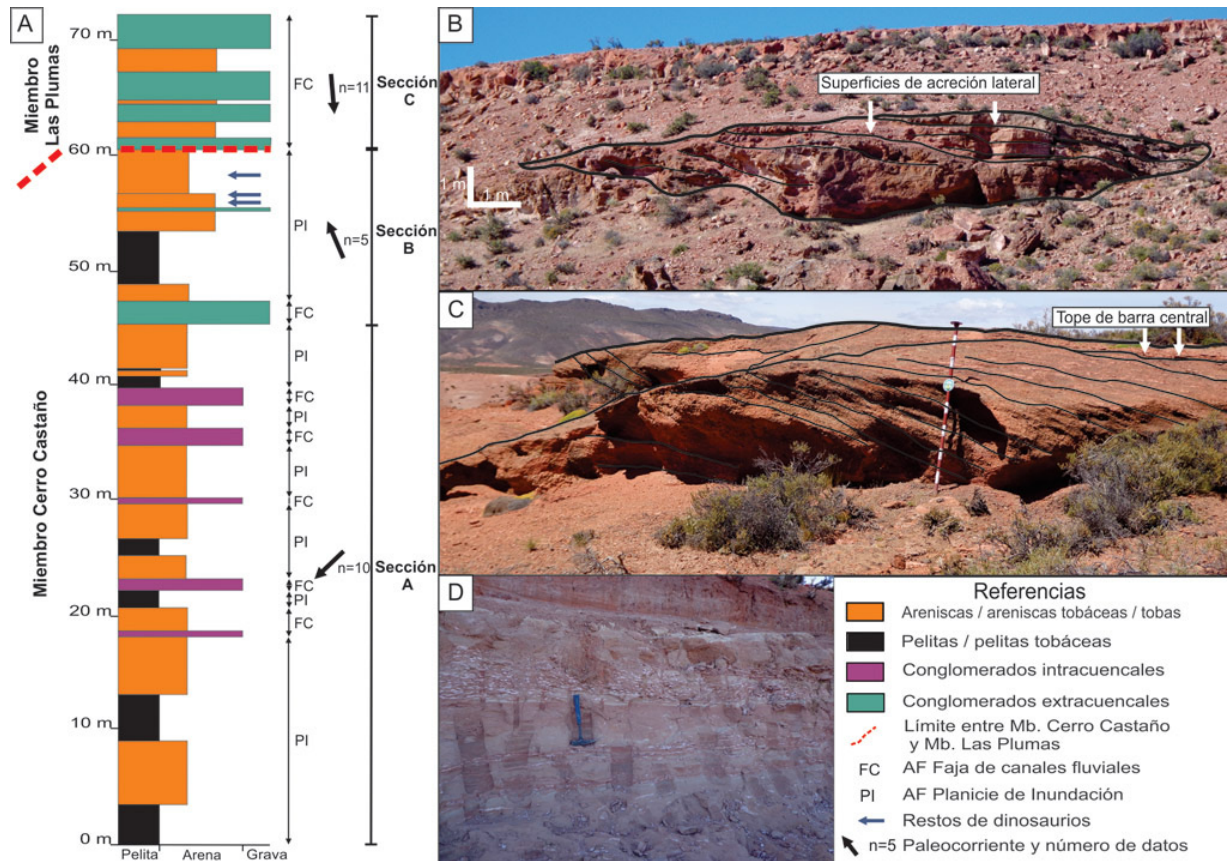 A
70 m
60 m
50 m
40 m
30 m
20 m
10 m
0 m
Miembro
Las Plumas
Miembro Cerro Castaño
Pelita
Arena
Grava
FC
PI
FC
PI
FC
PI
FC
PI
FC
PI
FC
PI
FC
PI
n=11
n=5
n=10
Sección
C
Sección
B
Sección
A
B
Superficies de acreción lateral
1 m
1 m
C
Tope de barra central
D
Referencias
Areniscas / areniscas tobáceas / tobas
Pelitas / pelitas tobáceas
Conglomerados intracuencales
Conglomerados extracuencales
Límite entre Mb. Cerro Castaño
y Mb. Las Plumas
FC AF Faja de canales fluviales
PI AF Planicie de Inundación
Restos de dinosaurios
n=5 Paleocorriente y número de datos